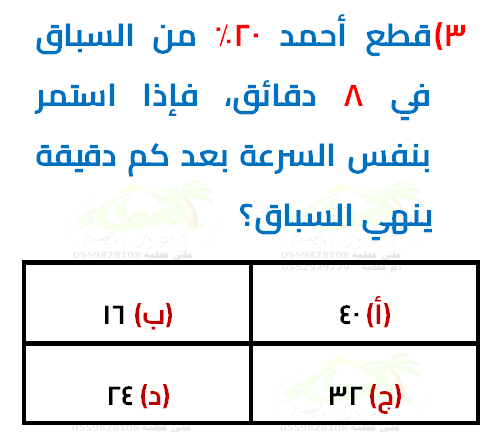 ٣) قطع أحمد ٢٠٪ من السباق
في ٨ دقائق، فإذا استمر
بنفس السرعة بعد كم دقيقة
ينهي السباق؟
(أ) ٤٠
(ب) ١٦
(ج) ٣٢
(د) ٢٤